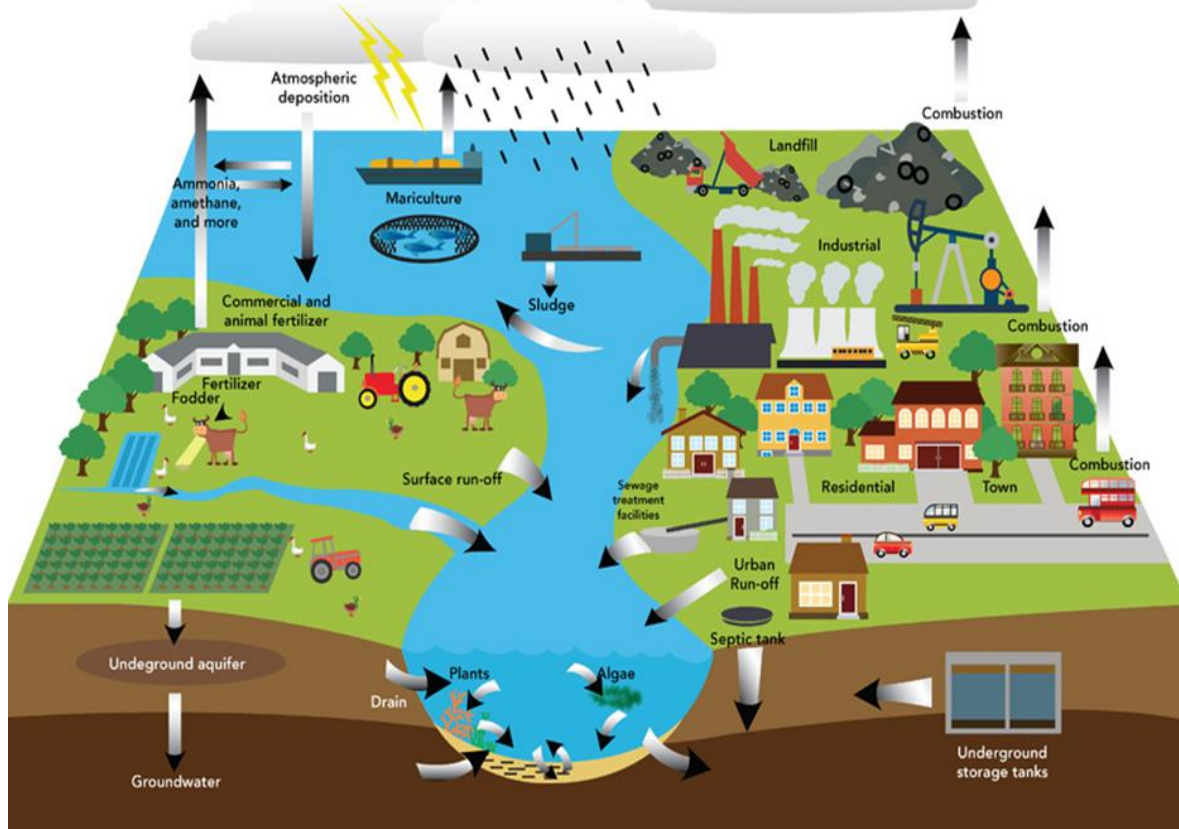 Atmospheric
deposition
Combustion
Landfill
Ammonia,
amethane,
and more
Mariculture
Industrial
Sludge
Commercial and
animal fertilizer
Combustion
Fertilizer
Fodder
Surface run-off
Sewage
treatment
facilities
Residential
Town
Combustion
Urban
Run-off
Septic tank
Undeground aquifer
Plants
Algae
Drain
Groundwater
Underground
storage tanks